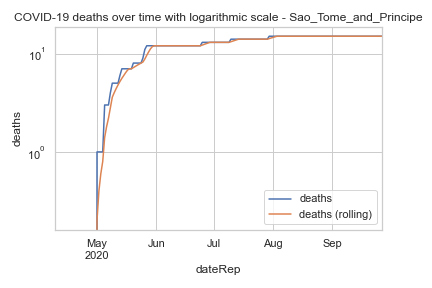 COVID-19 deaths over time with logarithmic scale - Sao_Tome_and_Principe
deaths
10¹
10⁰
May
2020
Jun
Jul
Aug
Sep
dateRep
deaths
deaths (rolling)